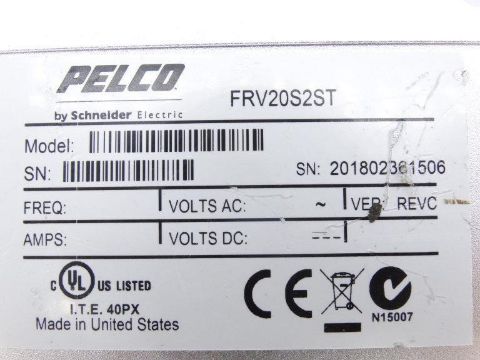 PELCO FRV20S2ST
by Schneider Electric
Model:
SN: SN: 201802361506
FREQ: VOLTS AC: ~ VER: REVC
AMPS: VOLTS DC: ---
C UL US LISTED CE
I.T.E. 40PX N15007
Made in United States